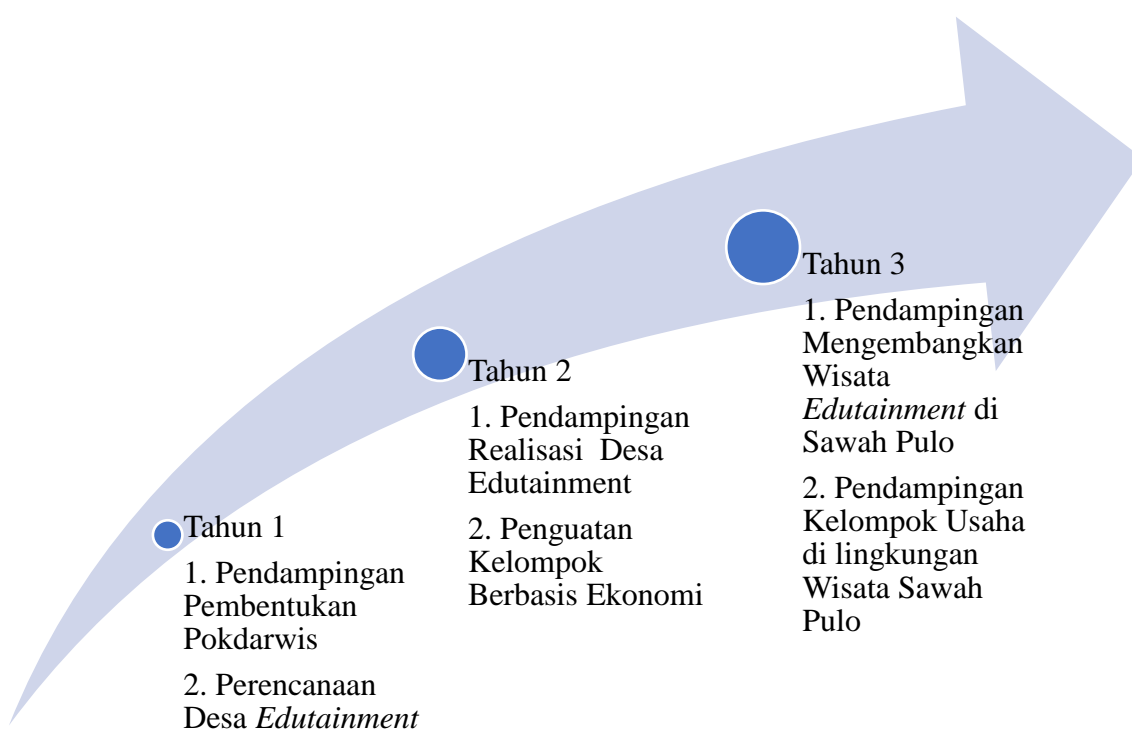 Tahun 1
1. Pendampingan
Pembentukan
Pokdarwis
2. Perencanaan
Desa Edutainment
Tahun 2
1. Pendampingan
Realisasi  Desa
Edutainment
2. Penguatan
Kelompok
Berbasis Ekonomi
Tahun 3
1. Pendampingan
Mengembangkan
Wisata
Edutainment di
Sawah Pulo
2. Pendampingan
Kelompok Usaha
di lingkungan
Wisata Sawah
Pulo